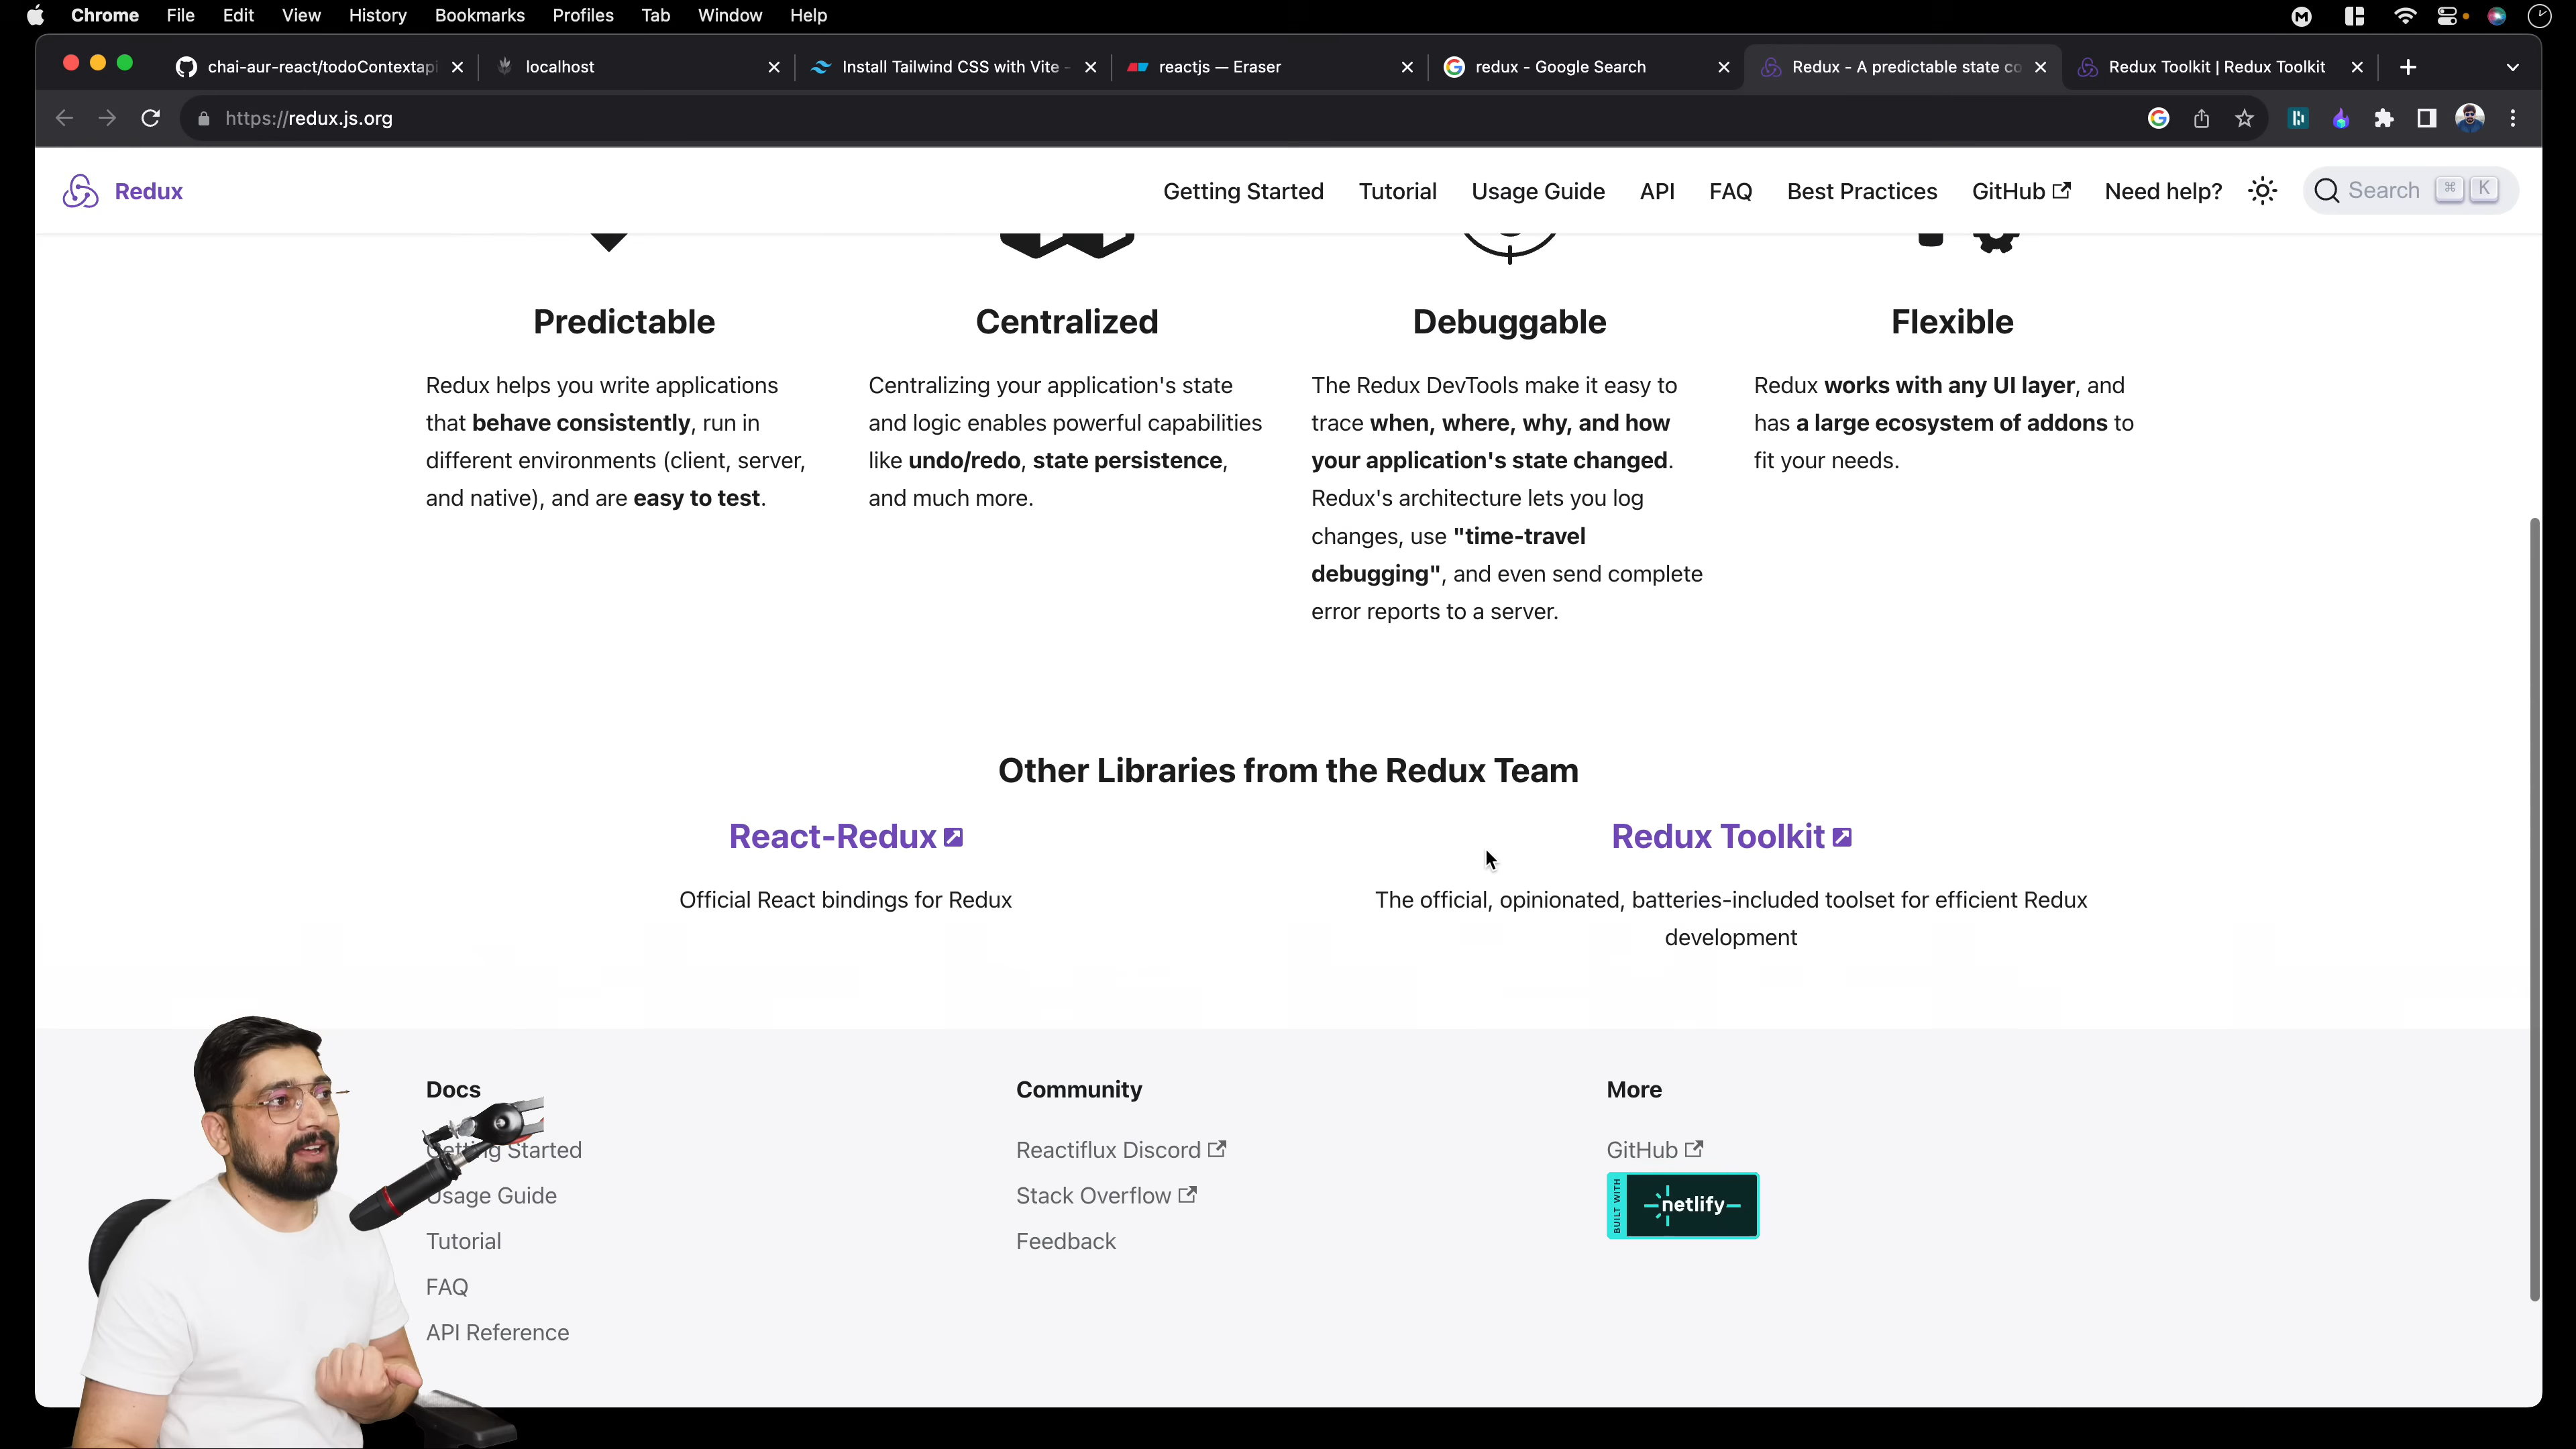 Chrome File Edit View History Bookmarks Profiles Tab Window Help
chai-aur-react/todoContextapi localhost Install Tailwind CSS with Vite - reactjs — Eraser redux - Google Search Redux - A predictable state co Redux Toolkit | Redux Toolkit
https://redux.js.org
Redux Getting Started Tutorial Usage Guide API FAQ Best Practices GitHub Need help? Search ⌘ K
Predictable
Redux helps you write applications
that behave consistently, run in
different environments (client, server,
and native), and are easy to test.
Centralized
Centralizing your application's state
and logic enables powerful capabilities
like undo/redo, state persistence,
and much more.
Debuggable
The Redux DevTools make it easy to
trace when, where, why, and how
your application's state changed.
Redux's architecture lets you log
changes, use "time-travel
debugging", and even send complete
error reports to a server.
Flexible
Redux works with any UI layer, and
has a large ecosystem of addons to
fit your needs.
Other Libraries from the Redux Team
React-Redux
Official React bindings for Redux
Redux Toolkit
The official, opinionated, batteries-included toolset for efficient Redux
development
Docs
Getting Started
Usage Guide
Tutorial
FAQ
API Reference
Community
Reactiflux Discord
Stack Overflow
Feedback
More
GitHub
BUILT WITH
netlify